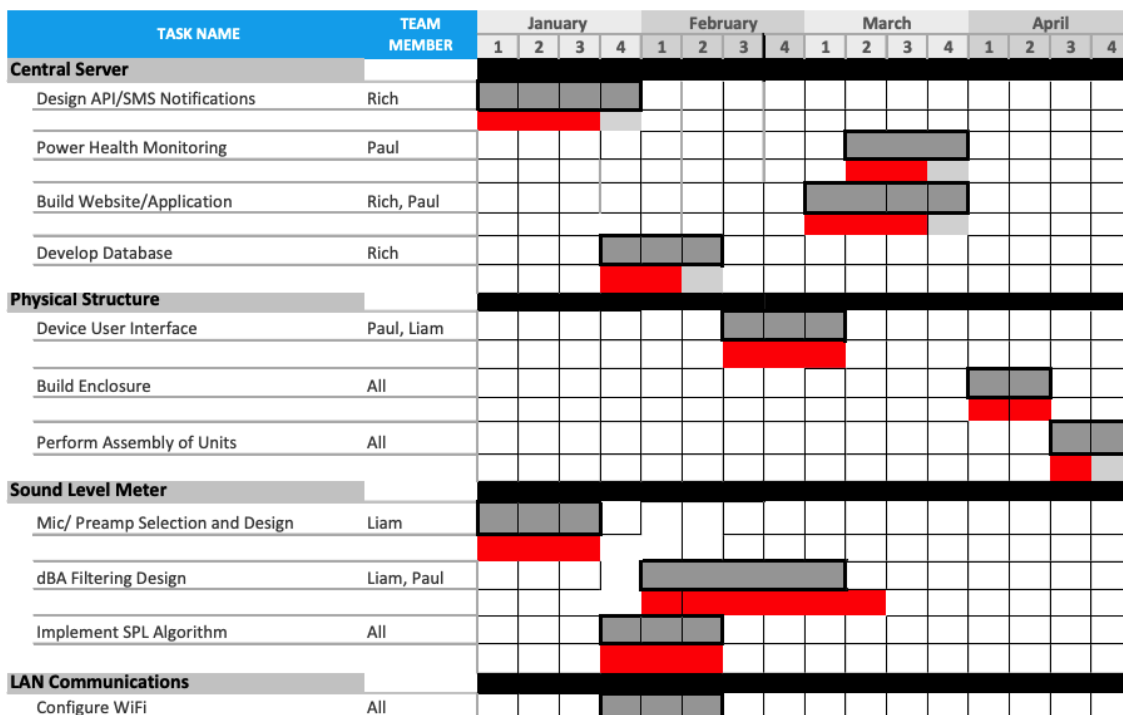 TASK NAME TEAM MEMBER January February March April
1 2 3 4 1 2 3 4 1 2 3 4 1 2 3 4
Central Server
Design API/SMS Notifications Rich
Power Health Monitoring Paul
Build Website/Application Rich, Paul
Develop Database Rich
Physical Structure
Device User Interface Paul, Liam
Build Enclosure All
Perform Assembly of Units All
Sound Level Meter
Mic/ Preamp Selection and Design Liam
dBA Filtering Design Liam, Paul
Implement SPL Algorithm All
LAN Communications
Configure WiFi All